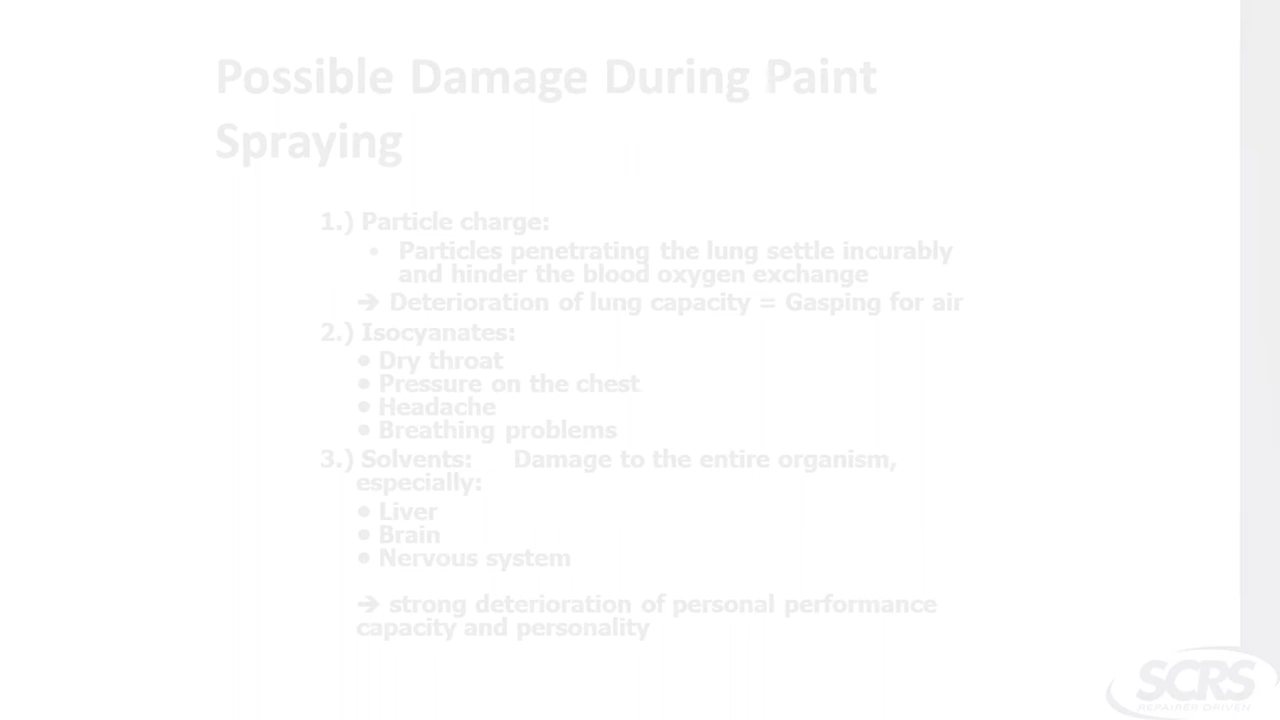 Possible Damage During Paint
Spraying
1.) Particle charge:
• Particles penetrating the lung settle incurably
and hinder the blood oxygen exchange
➔ Deterioration of lung capacity = Gasping for air
2.) Isocyanates:
● Dry throat
● Pressure on the chest
● Headache
● Breathing problems
3.) Solvents: Damage to the entire organism,
especially:
● Liver
● Brain
● Nervous system
➔ strong deterioration of personal performance
capacity and personality
SCRS
REPAIRER DRIVEN